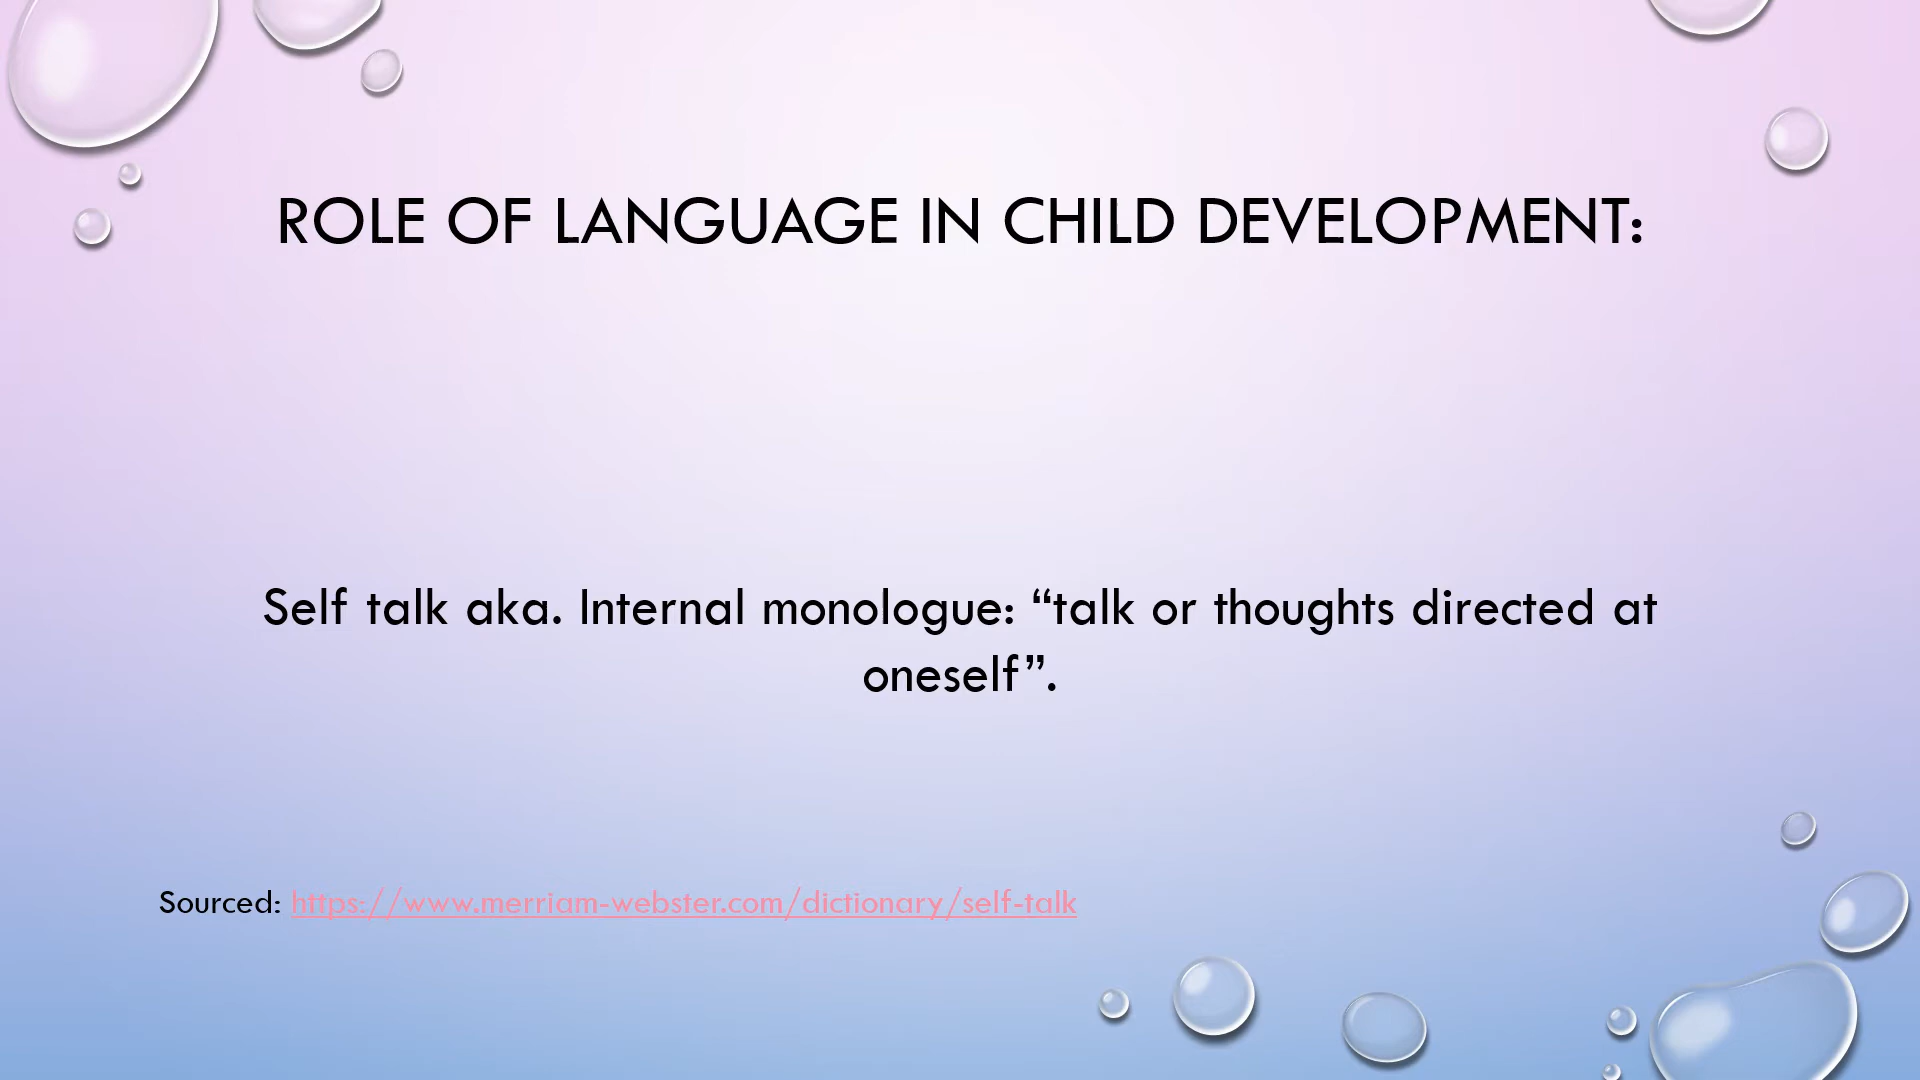 ROLE OF LANGUAGE IN CHILD DEVELOPMENT:
Self talk aka. Internal monologue: “talk or thoughts directed at
oneself”.
Sourced: https://www.merriam-webster.com/dictionary/self-talk